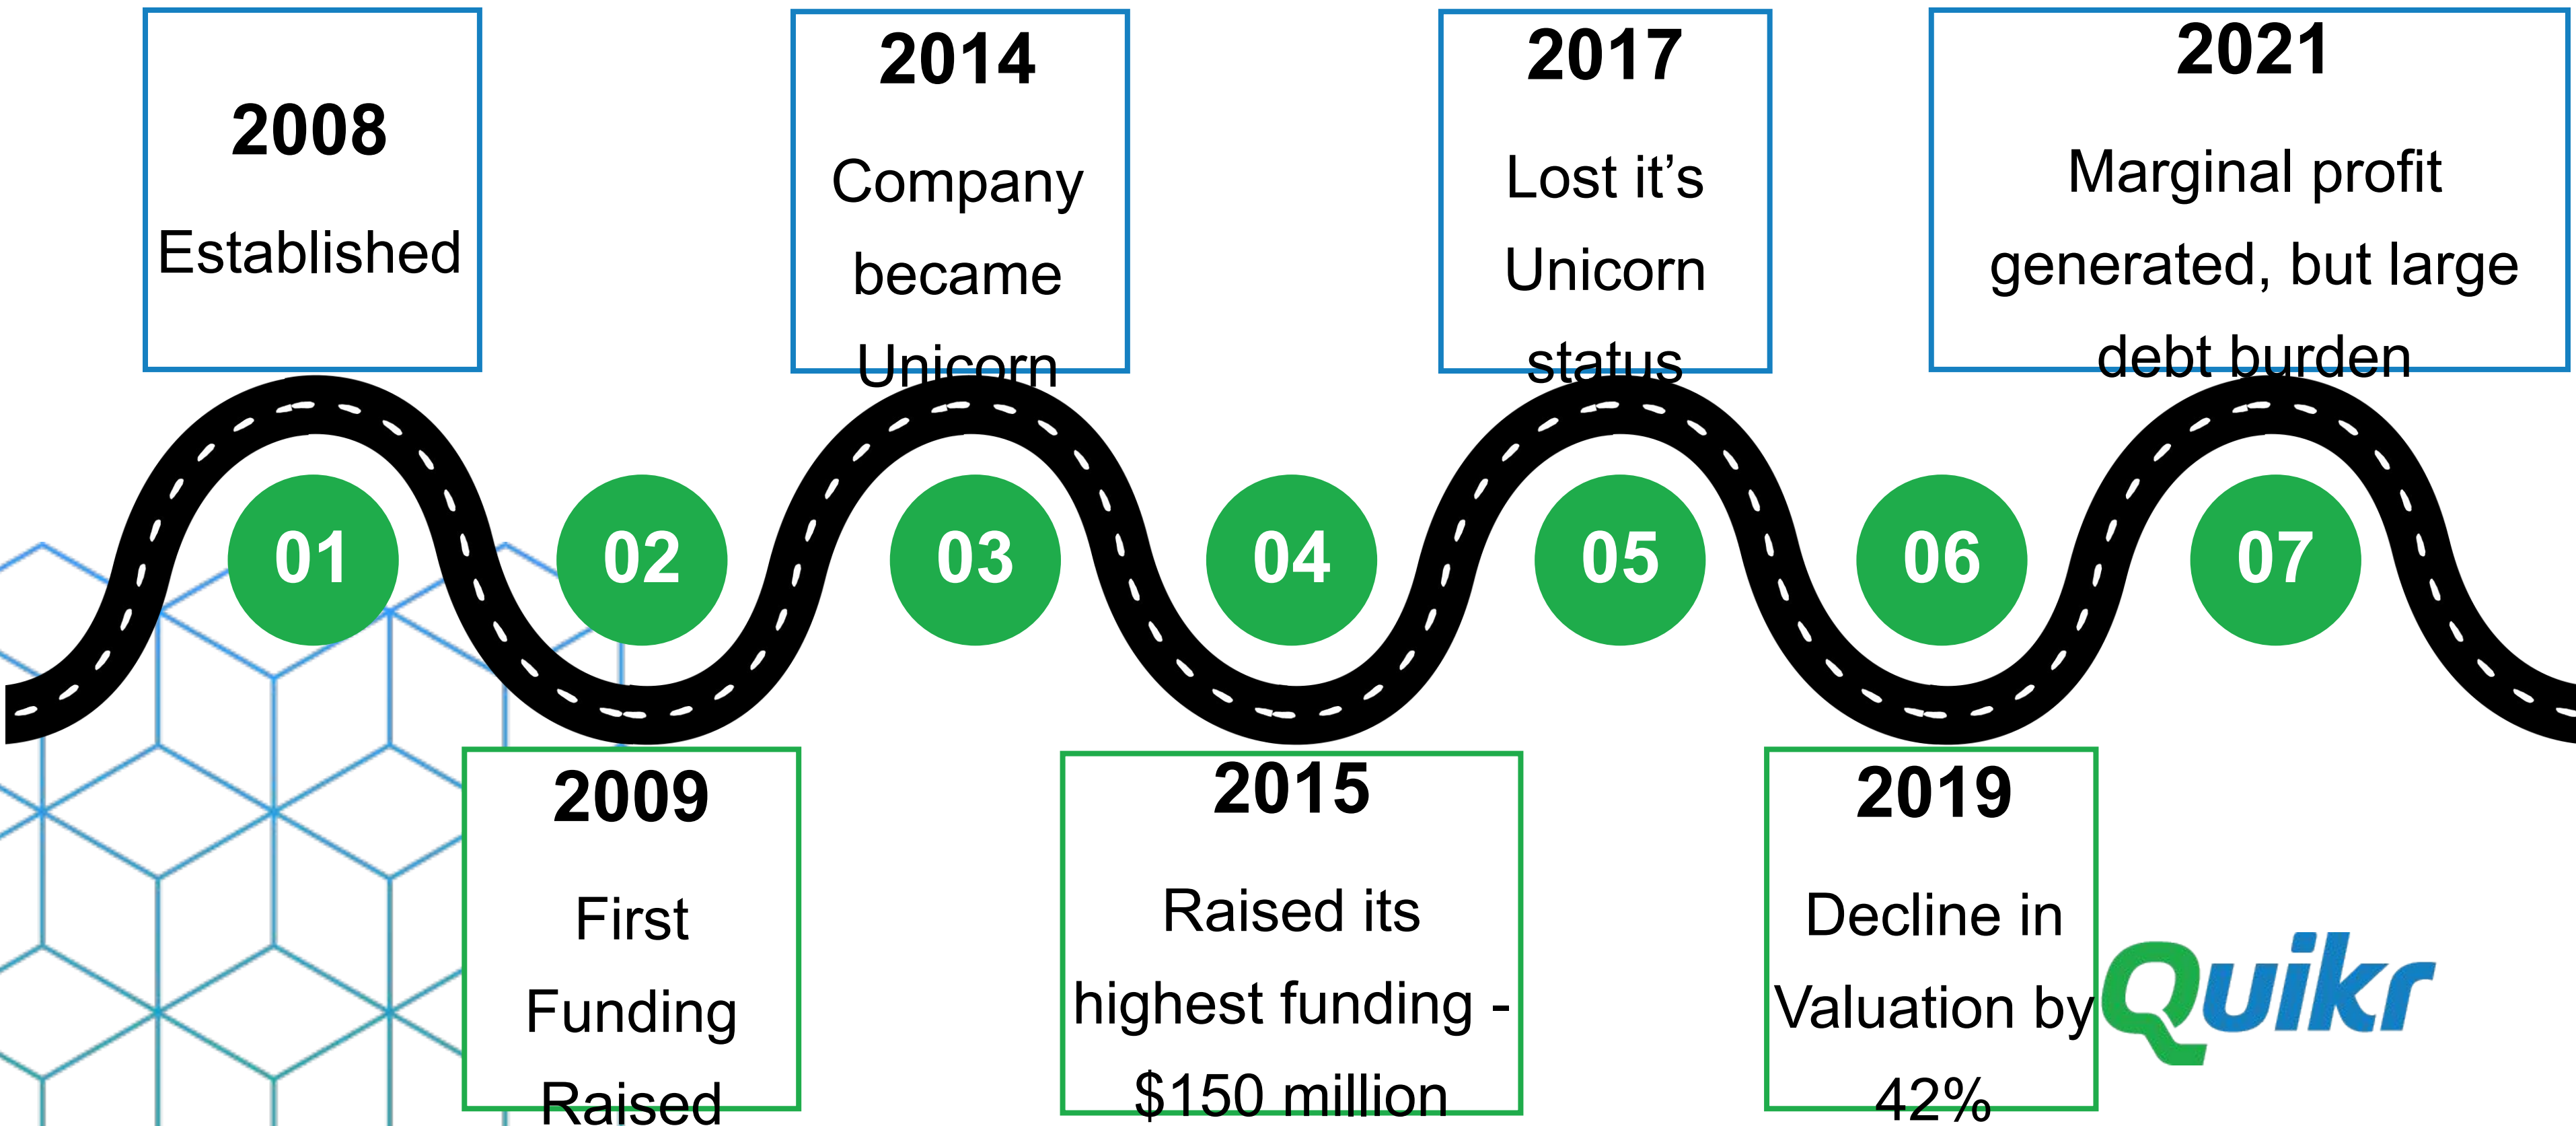 2008
Established
2014
Company
became
Unicorn
2017
Lost it’s
Unicorn
status
2021
Marginal profit
generated, but large
debt burden
01
02
03
04
05
06
07
2009
First
Funding
Raised
2015
Raised its
highest funding -
$150 million
2019
Decline in
Valuation by
42%
Quikr